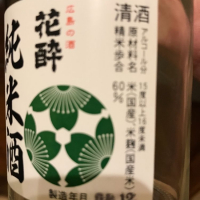 広島の酒
花酔
純米酒
清酒
アルコール分 15度以上16度未満
原材料名 米(国産)、米麹(国産米)
精米歩合 60%
製造年月